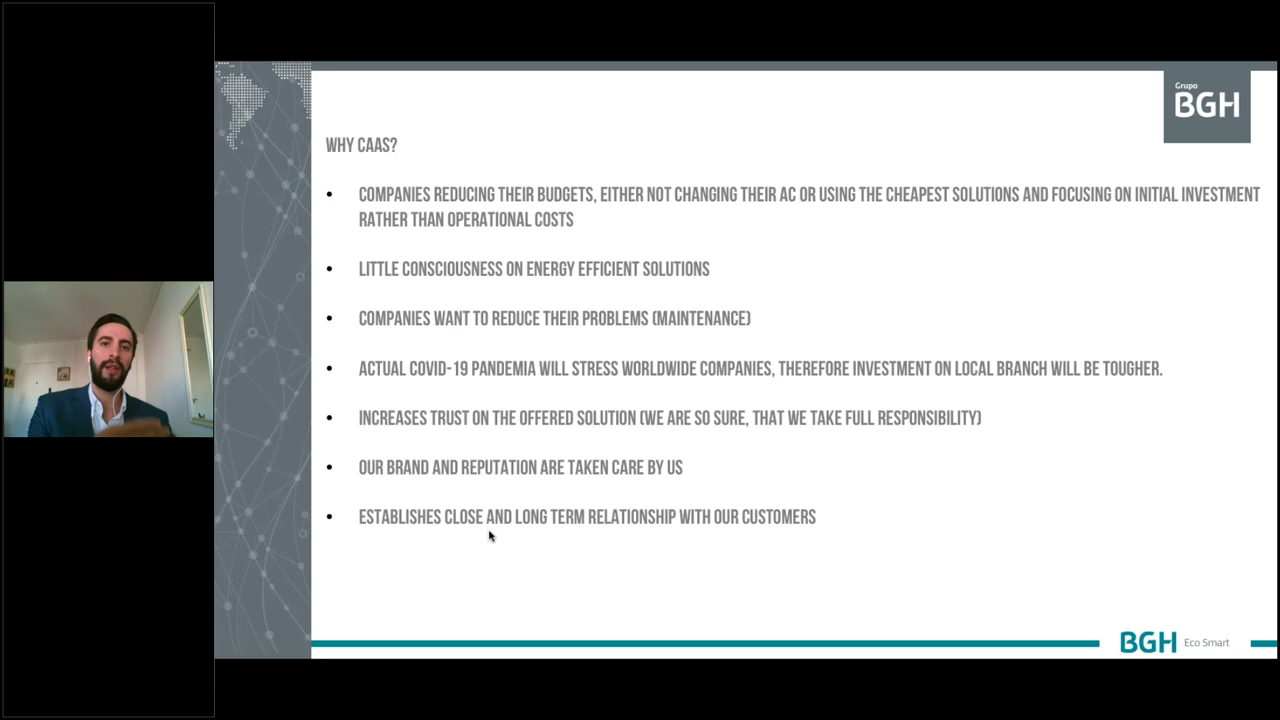 Grupo
BGH
WHY CAAS?
• COMPANIES REDUCING THEIR BUDGETS, EITHER NOT CHANGING THEIR AC OR USING THE CHEAPEST SOLUTIONS AND FOCUSING ON INITIAL INVESTMENT
RATHER THAN OPERATIONAL COSTS
• LITTLE CONSCIOUSNESS ON ENERGY EFFICIENT SOLUTIONS
• COMPANIES WANT TO REDUCE THEIR PROBLEMS (MAINTENANCE)
• ACTUAL COVID-19 PANDEMIA WILL STRESS WORLDWIDE COMPANIES, THEREFORE INVESTMENT ON LOCAL BRANCH WILL BE TOUGHER.
• INCREASES TRUST ON THE OFFERED SOLUTION (WE ARE SO SURE, THAT WE TAKE FULL RESPONSIBILITY)
• OUR BRAND AND REPUTATION ARE TAKEN CARE BY US
• ESTABLISHES CLOSE AND LONG TERM RELATIONSHIP WITH OUR CUSTOMERS
BGH Eco Smart